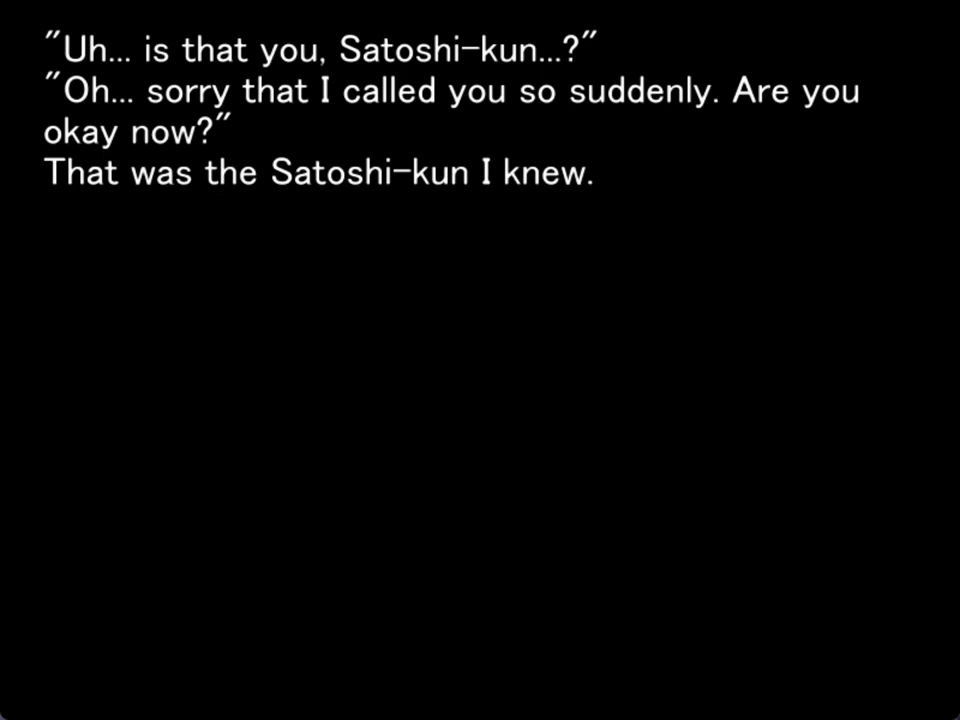 "Uh... is that you, Satoshi-kun...?"
"Oh... sorry that I called you so suddenly. Are you
okay now?"
That was the Satoshi-kun I knew.